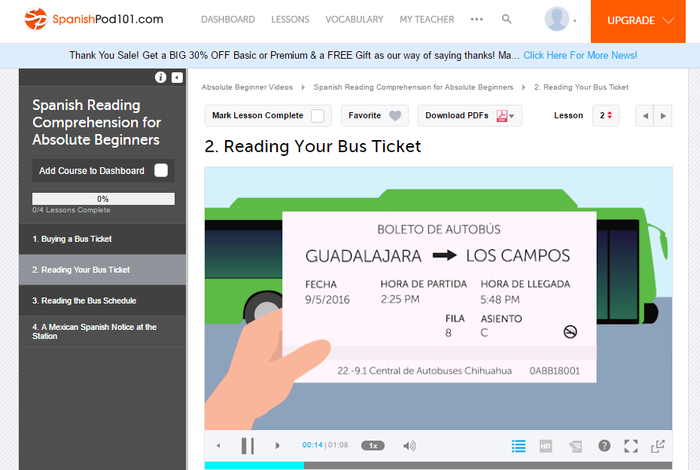 SpanishPod101.com
DASHBOARD LESSONS VOCABULARY MY TEACHER UPGRADE
Thank You Sale! Get a BIG 30% OFF Basic or Premium & a FREE Gift as our way of saying thanks! Ma... Click Here For More News!
Spanish Reading
Comprehension for
Absolute Beginners
Add Course to Dashboard
0%
0/4 Lessons Complete
1. Buying a Bus Ticket
2. Reading Your Bus Ticket
3. Reading the Bus Schedule
4. A Mexican Spanish Notice at the
Station
Absolute Beginner Videos Spanish Reading Comprehension for Absolute Beginners 2. Reading Your Bus Ticket
Mark Lesson Complete Favorite Download PDFs Lesson 2
2. Reading Your Bus Ticket
BOLETO DE AUTOBÚS
GUADALAJARA LOS CAMPOS
FECHA HORA DE PARTIDA HORA DE LLEGADA
9/5/2016 2:25 PM 5:48 PM
FILA ASIENTO
8 C
22.-9.1 Central de Autobuses Chihuahua 0ABB18001
00:14 | 01:08 1x HD